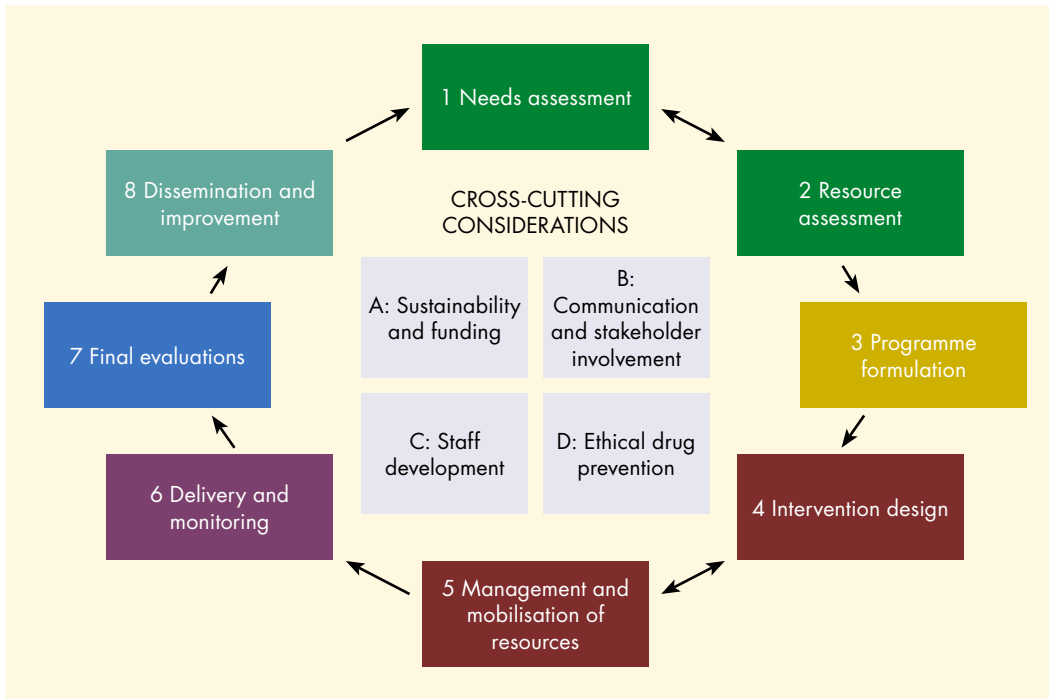 1 Needs assessment
2 Resource
assessment
3 Programme
formulation
4 Intervention design
5 Management and
mobilisation of
resources
6 Delivery and
monitoring
7 Final evaluations
8 Dissemination and
improvement
CROSS-CUTTING
CONSIDERATIONS
A: Sustainability
and funding
B:
Communication
and stakeholder
involvement
C: Staff
development
D: Ethical drug
prevention